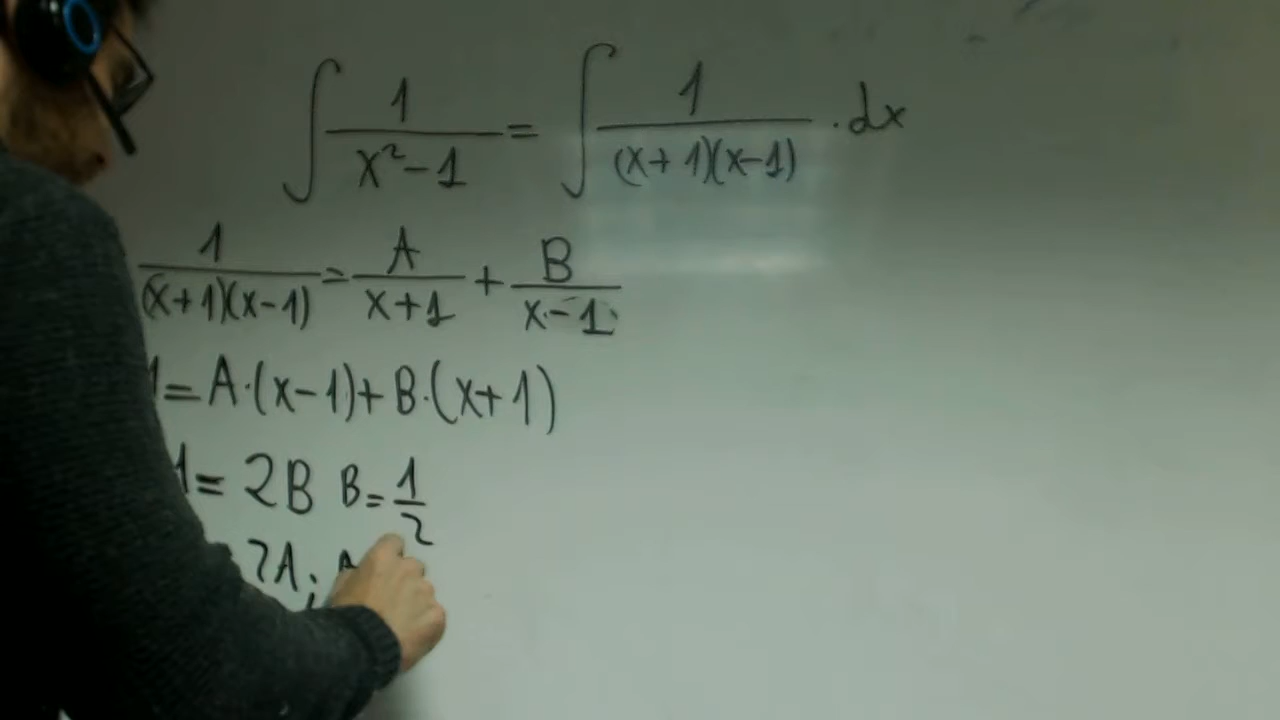 ∫ 1/(x²-1) = ∫ 1/((x+1)(x-1)) · dx
1/((x+1)(x-1)) = A/(x+1) + B/(x-1)
1 = A·(x-1) + B·(x+1)
1 = 2B B = 1/2
2A; A